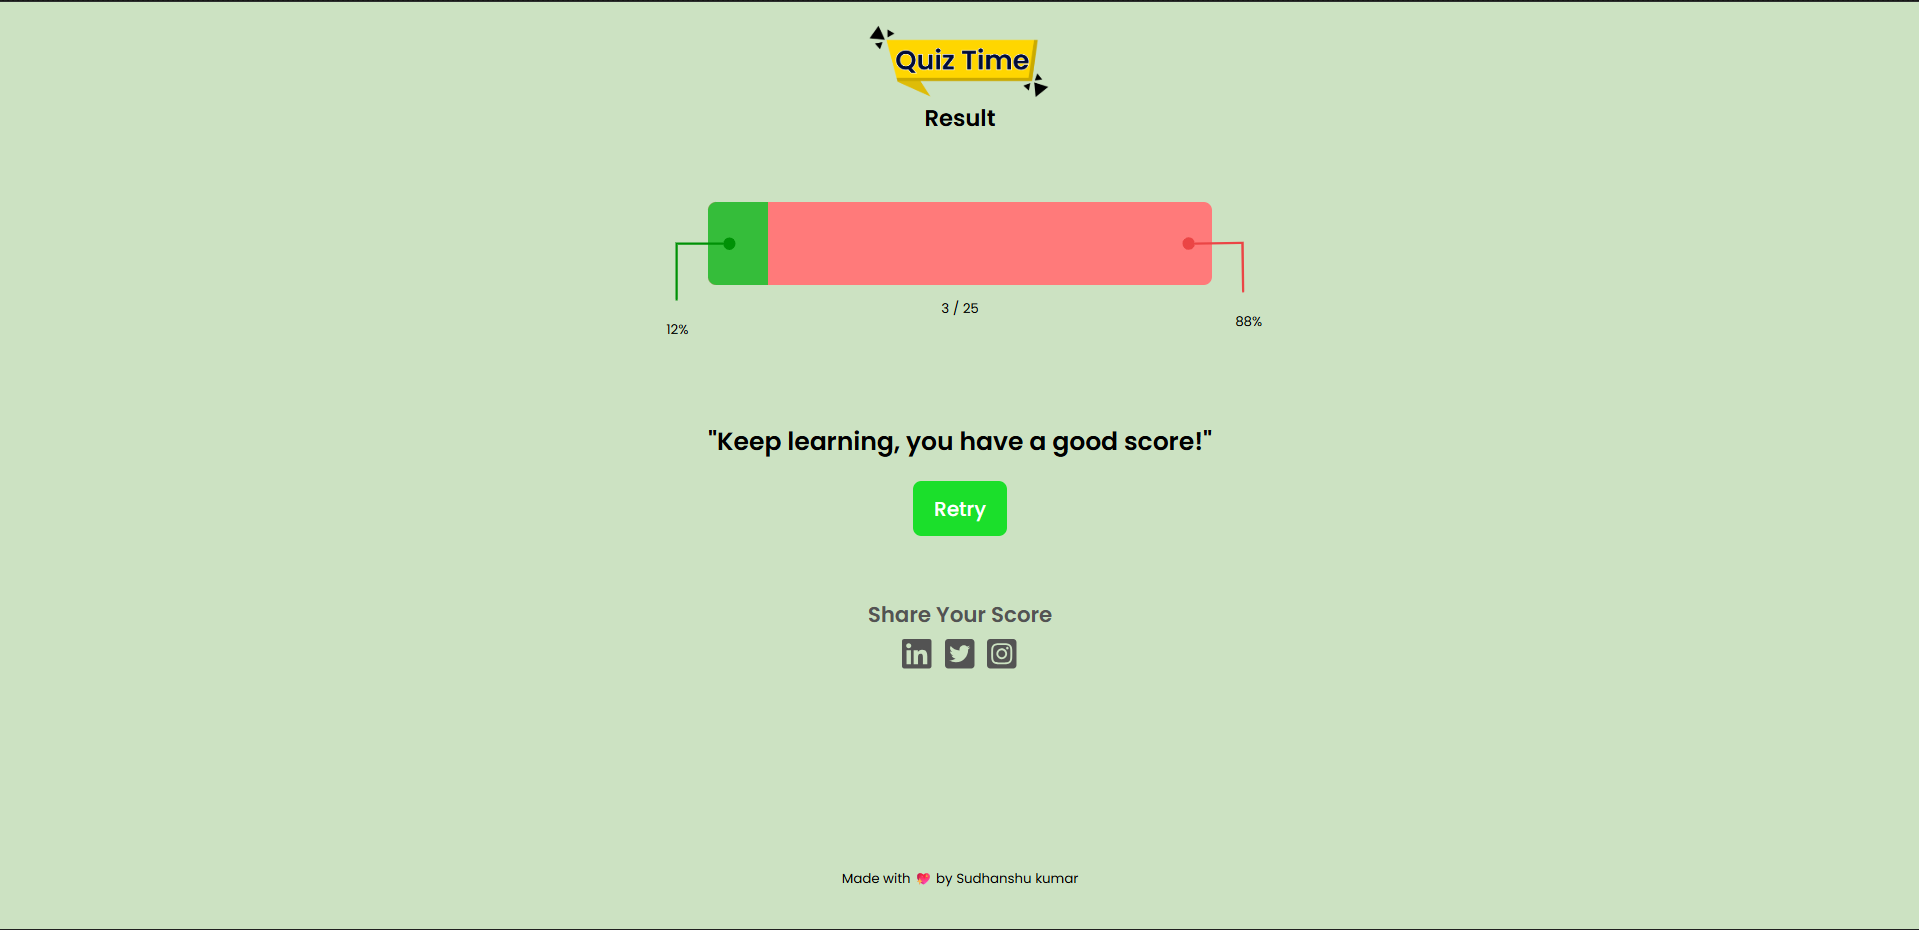 Quiz Time
Result
3 / 25
12%
88%
"Keep learning, you have a good score!"
Retry
Share Your Score
in
Made with 💖 by Sudhanshu kumar